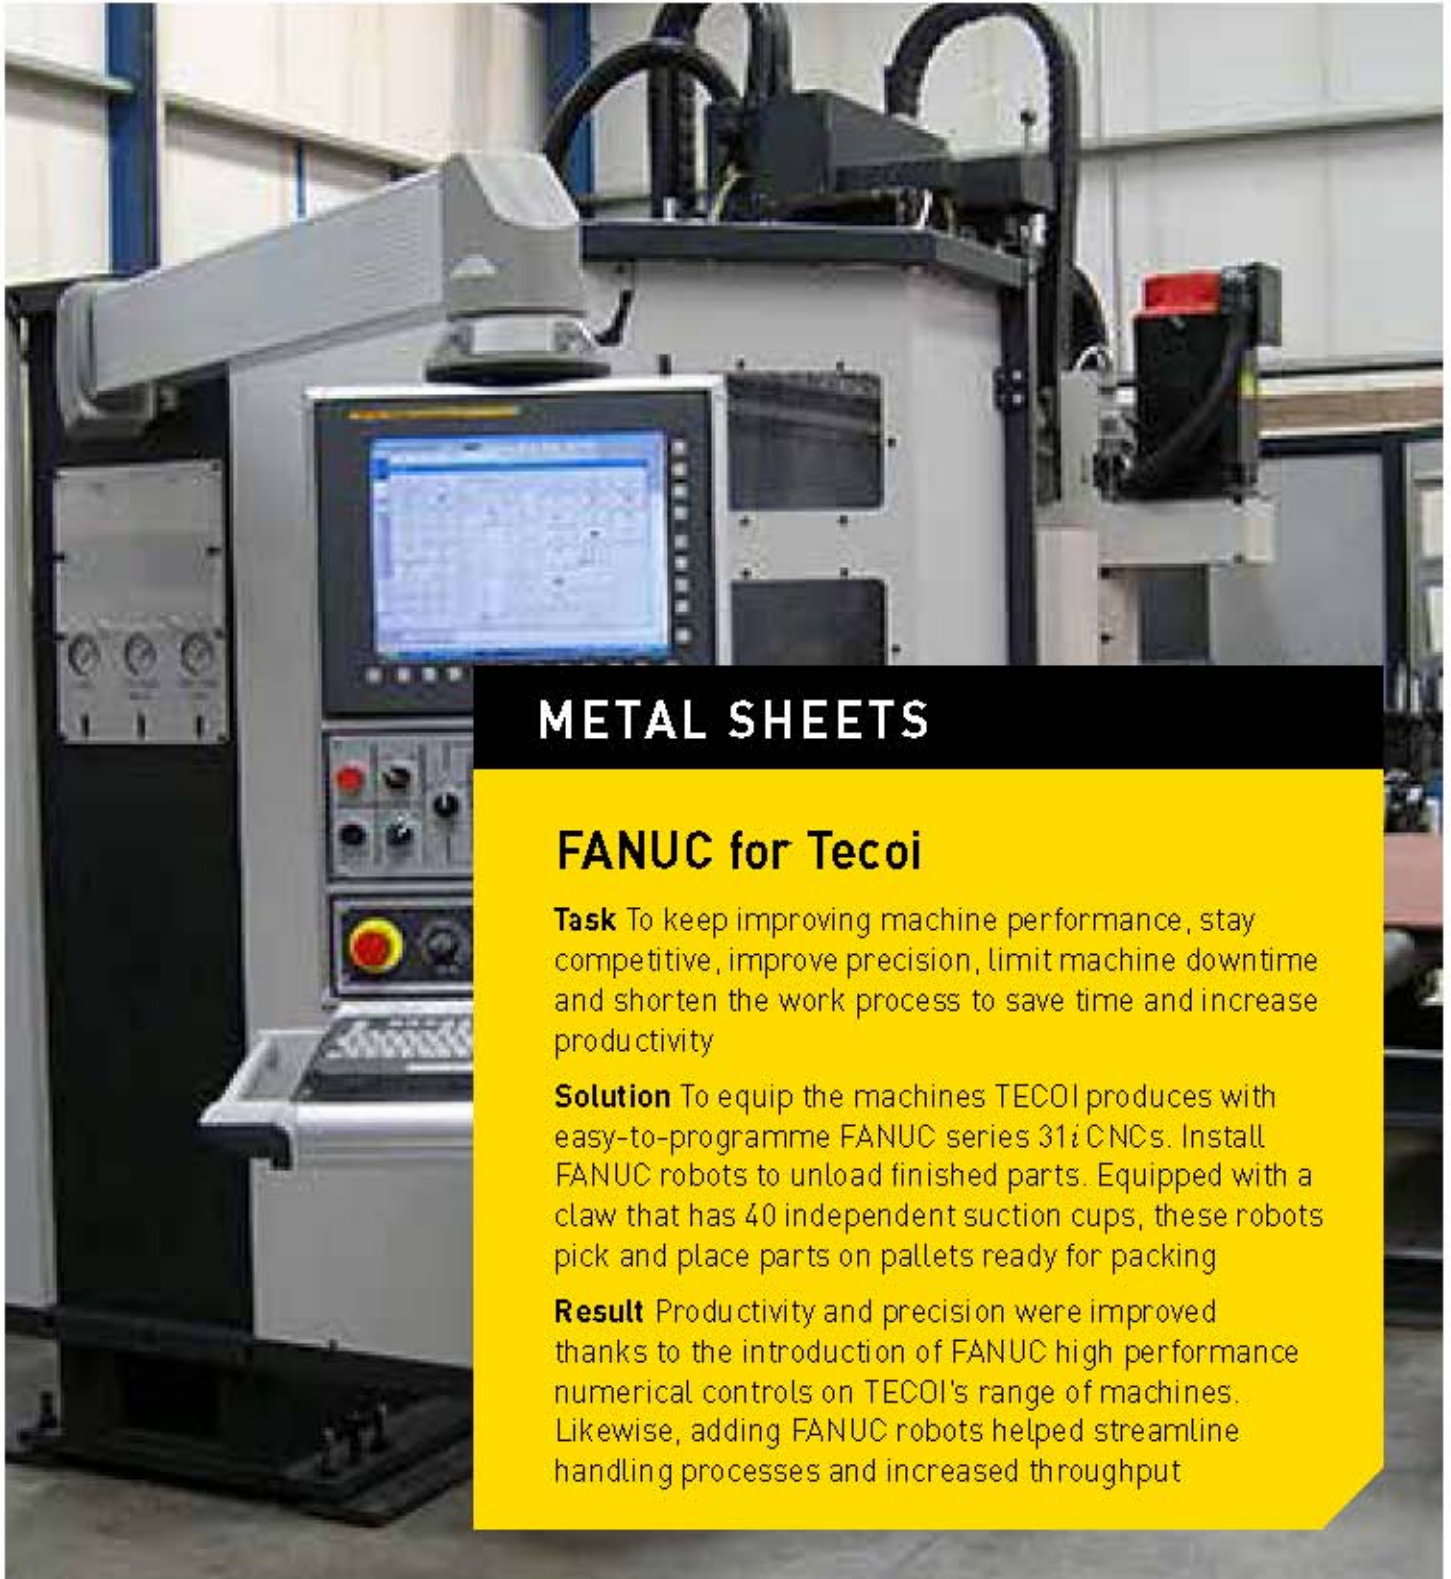 METAL SHEETS
FANUC for Tecoi
Task To keep improving machine performance, stay
competitive, improve precision, limit machine downtime
and shorten the work process to save time and increase
productivity
Solution To equip the machines TECOI produces with
easy-to-programme FANUC series 31i CNCs. Install
FANUC robots to unload finished parts. Equipped with a
claw that has 40 independent suction cups, these robots
pick and place parts on pallets ready for packing
Result Productivity and precision were improved
thanks to the introduction of FANUC high performance
numerical controls on TECOI's range of machines.
Likewise, adding FANUC robots helped streamline
handling processes and increased throughput